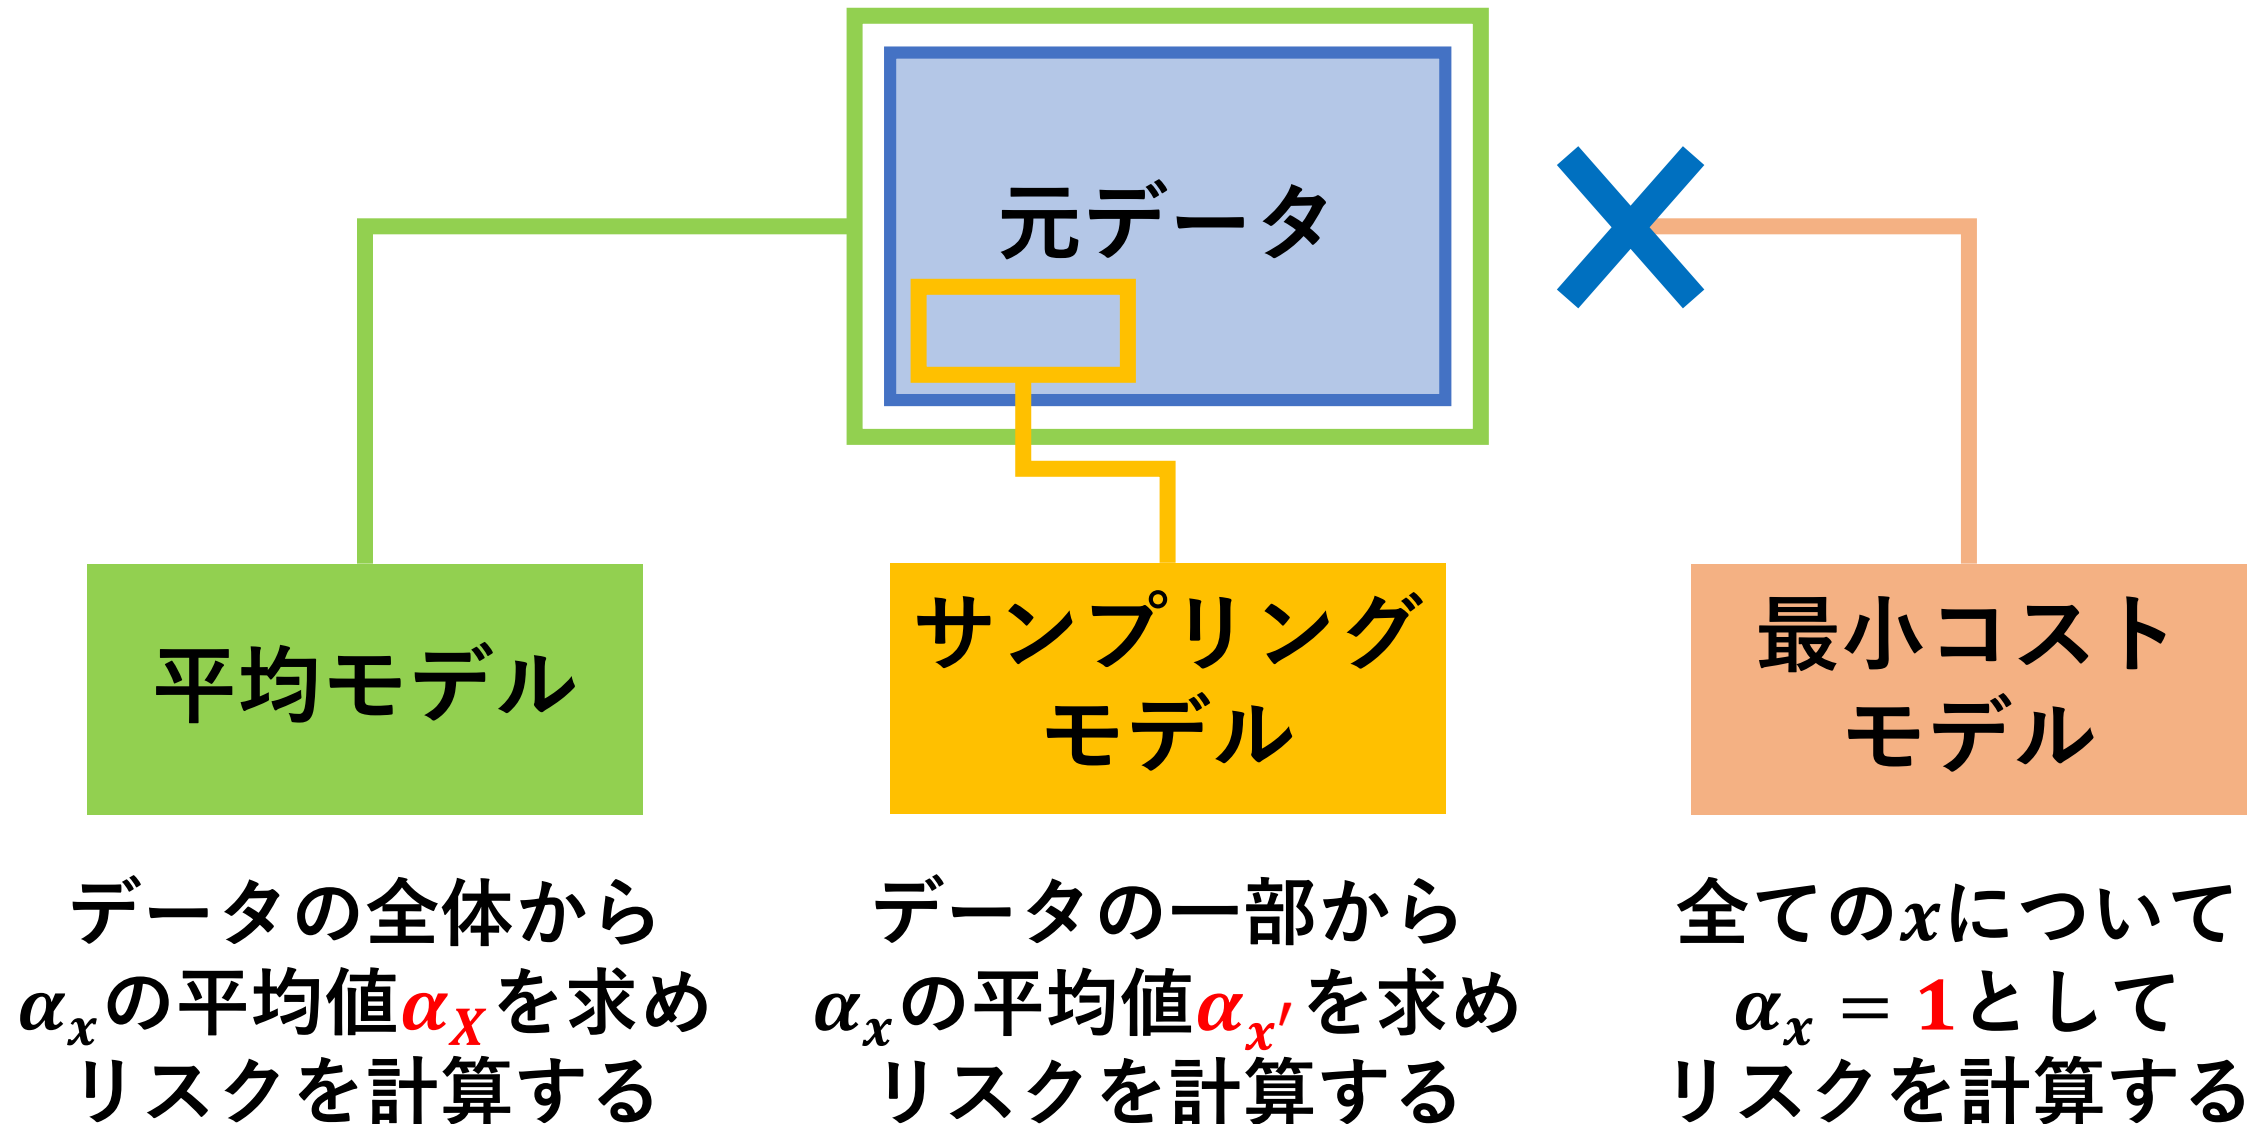 元データ
平均モデル
サンプリング
モデル
最小コスト
モデル
データの全体から
αxの平均値αXを求め
リスクを計算する
データの一部から
αxの平均値αx′を求め
リスクを計算する
全てのxについて
αx = 1として
リスクを計算する